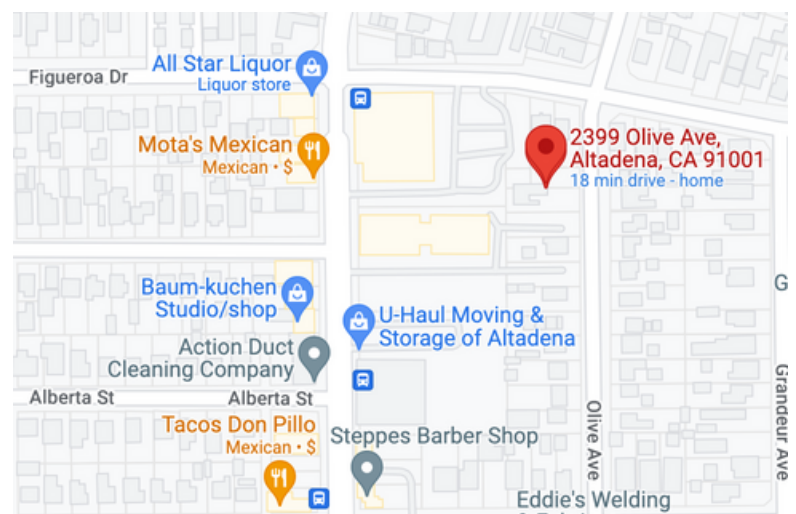 All Star Liquor
Liquor store
Figueroa Dr
Mota's Mexican
Mexican • $
2399 Olive Ave,
Altadena, CA 91001
18 min drive - home
Baum-kuchen
Studio/shop
G
U-Haul Moving &
Storage of Altadena
Action Duct
Cleaning Company
Alberta St
Alberta St
Grandeur Ave
Olive Ave
Tacos Don Pillo
Mexican • $
Steppes Barber Shop
Eddie's Welding